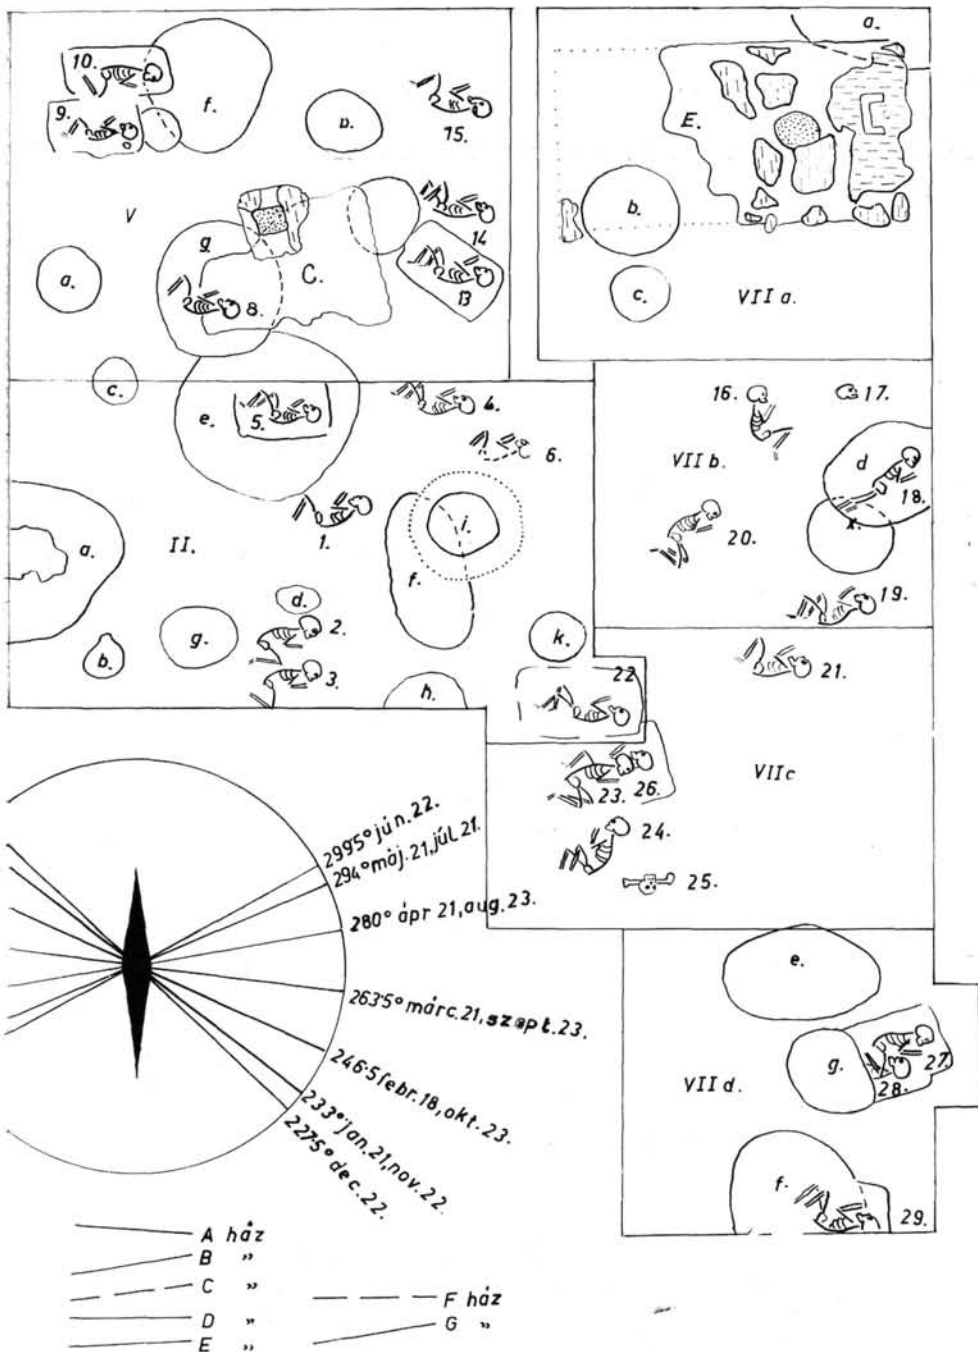 10.
f.
9.
15.
V
g
14
a.
C.
8.
13
c.
a.
E.
b.
c.
VII a.
e.
5.
4.
6.
1.
i.
a.
II.
f.
d.
2.
g.
b.
3.
h.
k.
16.
17.
VII b.
d
18.
x.
20.
19.
22
21.
23.
26.
VII c
24.
25.
299·5° jún. 22.
294° máj. 21, júl 21.
280° ápr 21, aug. 23.
263·5° márc. 21, szept. 23.
246·5 febr. 18, okt. 23.
233° jan. 21, nov. 22.
227·5° dec. 22.
e.
g.
27.
28.
VII d.
f.
29.
A ház
B "
C "
D "
E "
F ház
G "